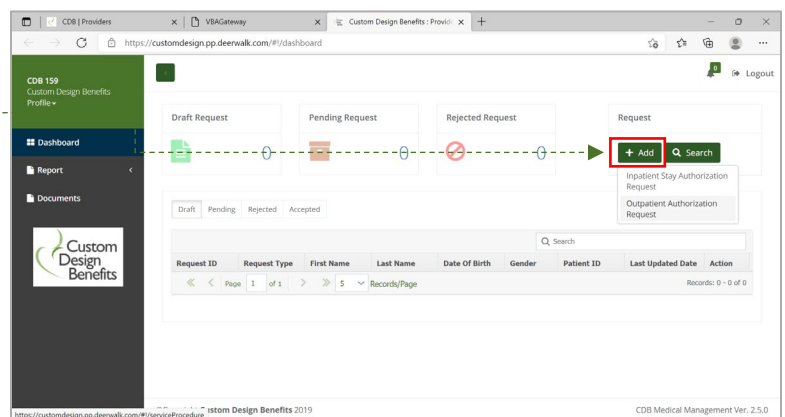 CDB | Providers
VBAGateway
Custom Design Benefits : Provid
https://customdesign.pp.deerwalk.com/#!/dashboard
CDB 159
Custom Design Benefits
Profile
0
Logout
Draft Request
Pending Request
Rejected Request
Request
0
0
0
+ Add
Search
Inpatient Stay Authorization
Request
Outpatient Authorization
Request
Dashboard
Report
Documents
Custom
Design
Benefits
Draft Pending Rejected Accepted
Search
Request ID Request Type First Name Last Name Date Of Birth Gender Patient ID Last Updated Date Action
Page 1 of 1 5 Records/Page Records: 0 - 0 of 0
Custom Design Benefits 2019
CDB Medical Management Ver. 2.5.0
https://customdesign.pp.deerwalk.com/#!/serviceProcedure